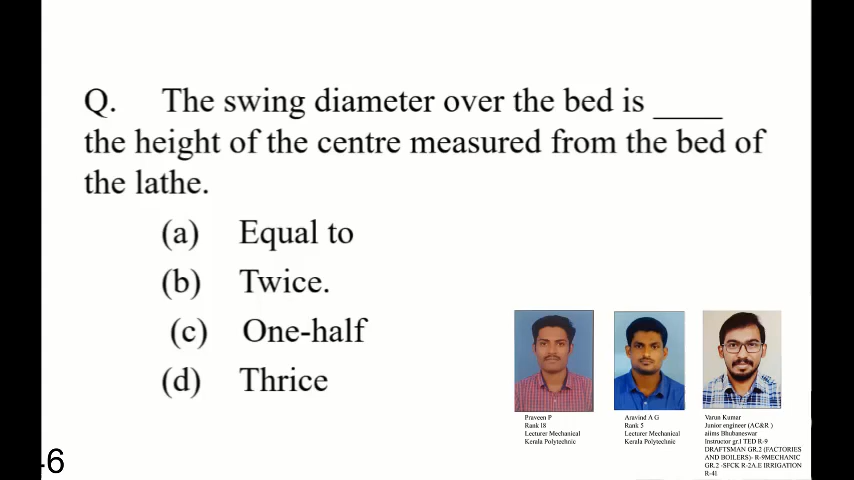 Q. The swing diameter over the bed is ____
the height of the centre measured from the bed of
the lathe.
(a) Equal to
(b) Twice.
(c) One-half
(d) Thrice
Praveen P
Rank 18
Lecturer Mechanical
Kerala Polytechnic
Aravind A G
Rank 5
Lecturer Mechanical
Kerala Polytechnic
Varun Kumar
Junior engineer (AC&R )
aiims Bhubaneswar
Instructor gr.1 TED R-9
DRAFTSMAN GR.2 (FACTORIES
AND BOILERS)- R-9MECHANIC
GR.2 -SFCK R-2A.E IRRIGATION
R-41
-6